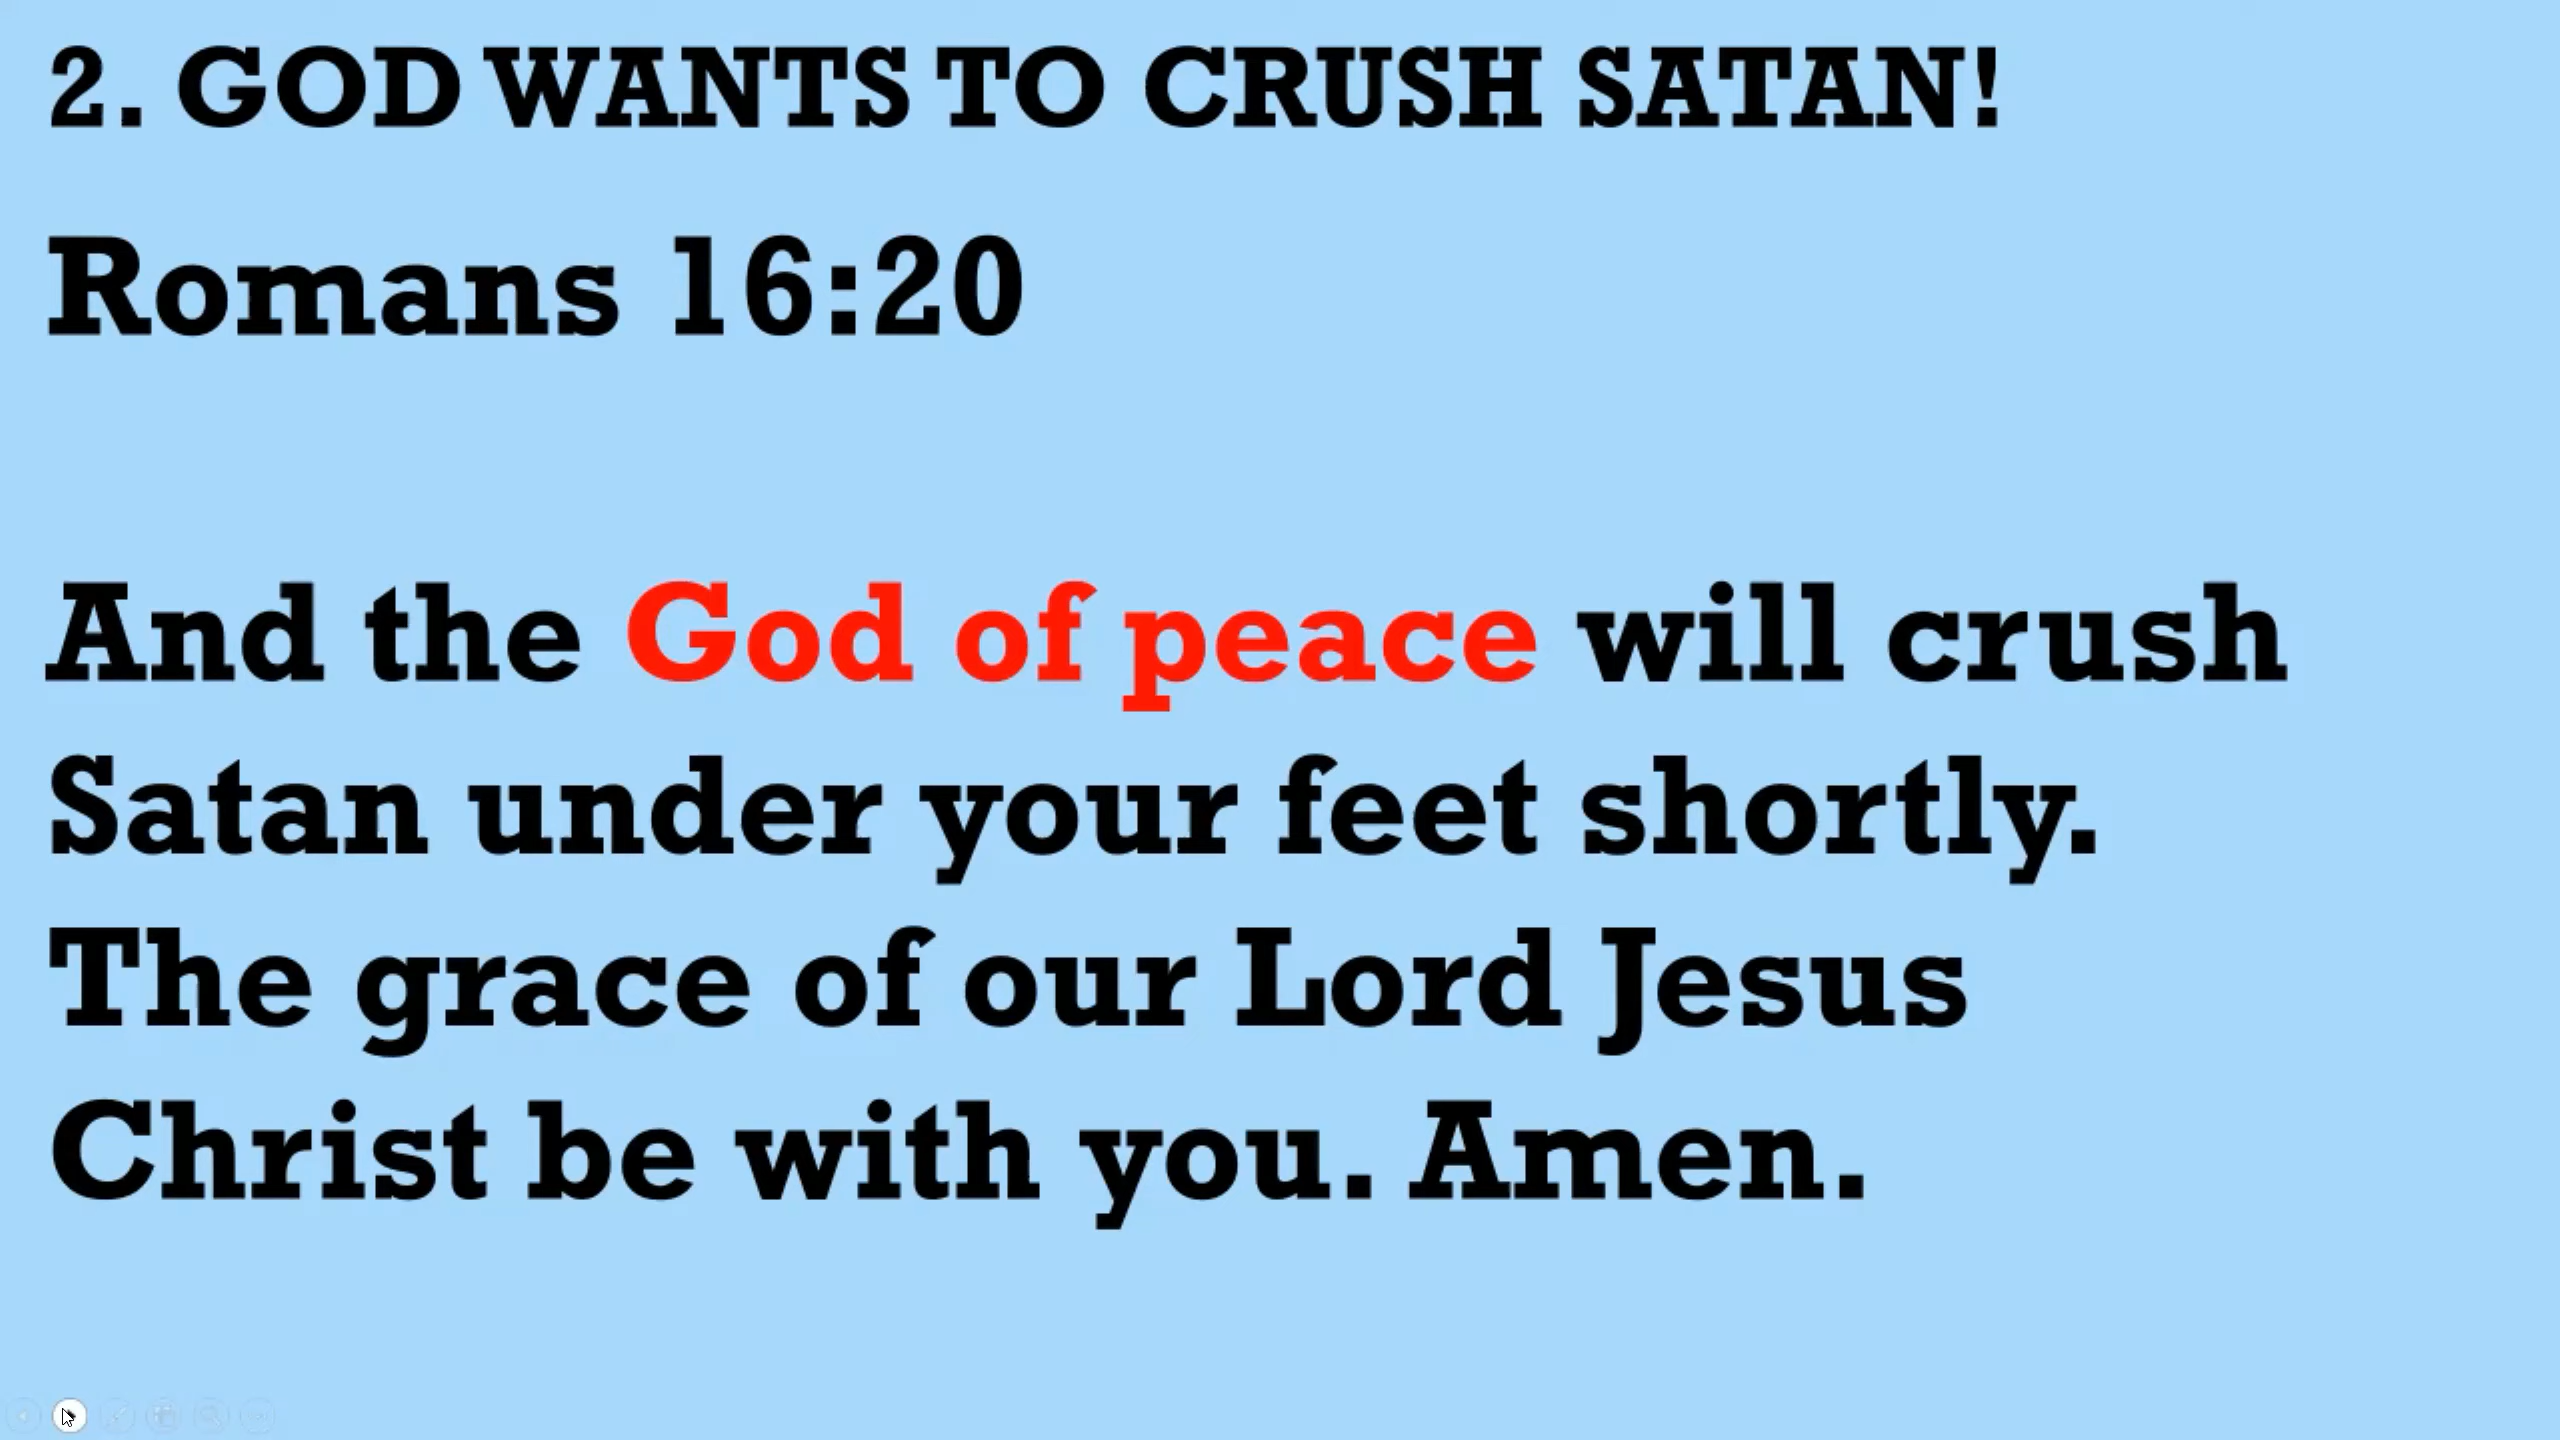 2. GOD WANTS TO CRUSH SATAN!
Romans 16:20
And the God of peace will crush
Satan under your feet shortly.
The grace of our Lord Jesus
Christ be with you. Amen.